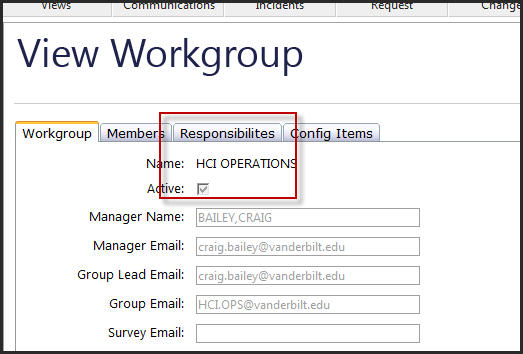 Views Communications Incidents Request Change
View Workgroup
Workgroup Members Responsibilites Config Items
Name: HCI OPERATIONS
Active:
Manager Name: BAILEY,CRAIG
Manager Email: craig.bailey@vanderbilt.edu
Group Lead Email: craig.bailey@vanderbilt.edu
Group Email: HCI.OPS@vanderbilt.edu
Survey Email: